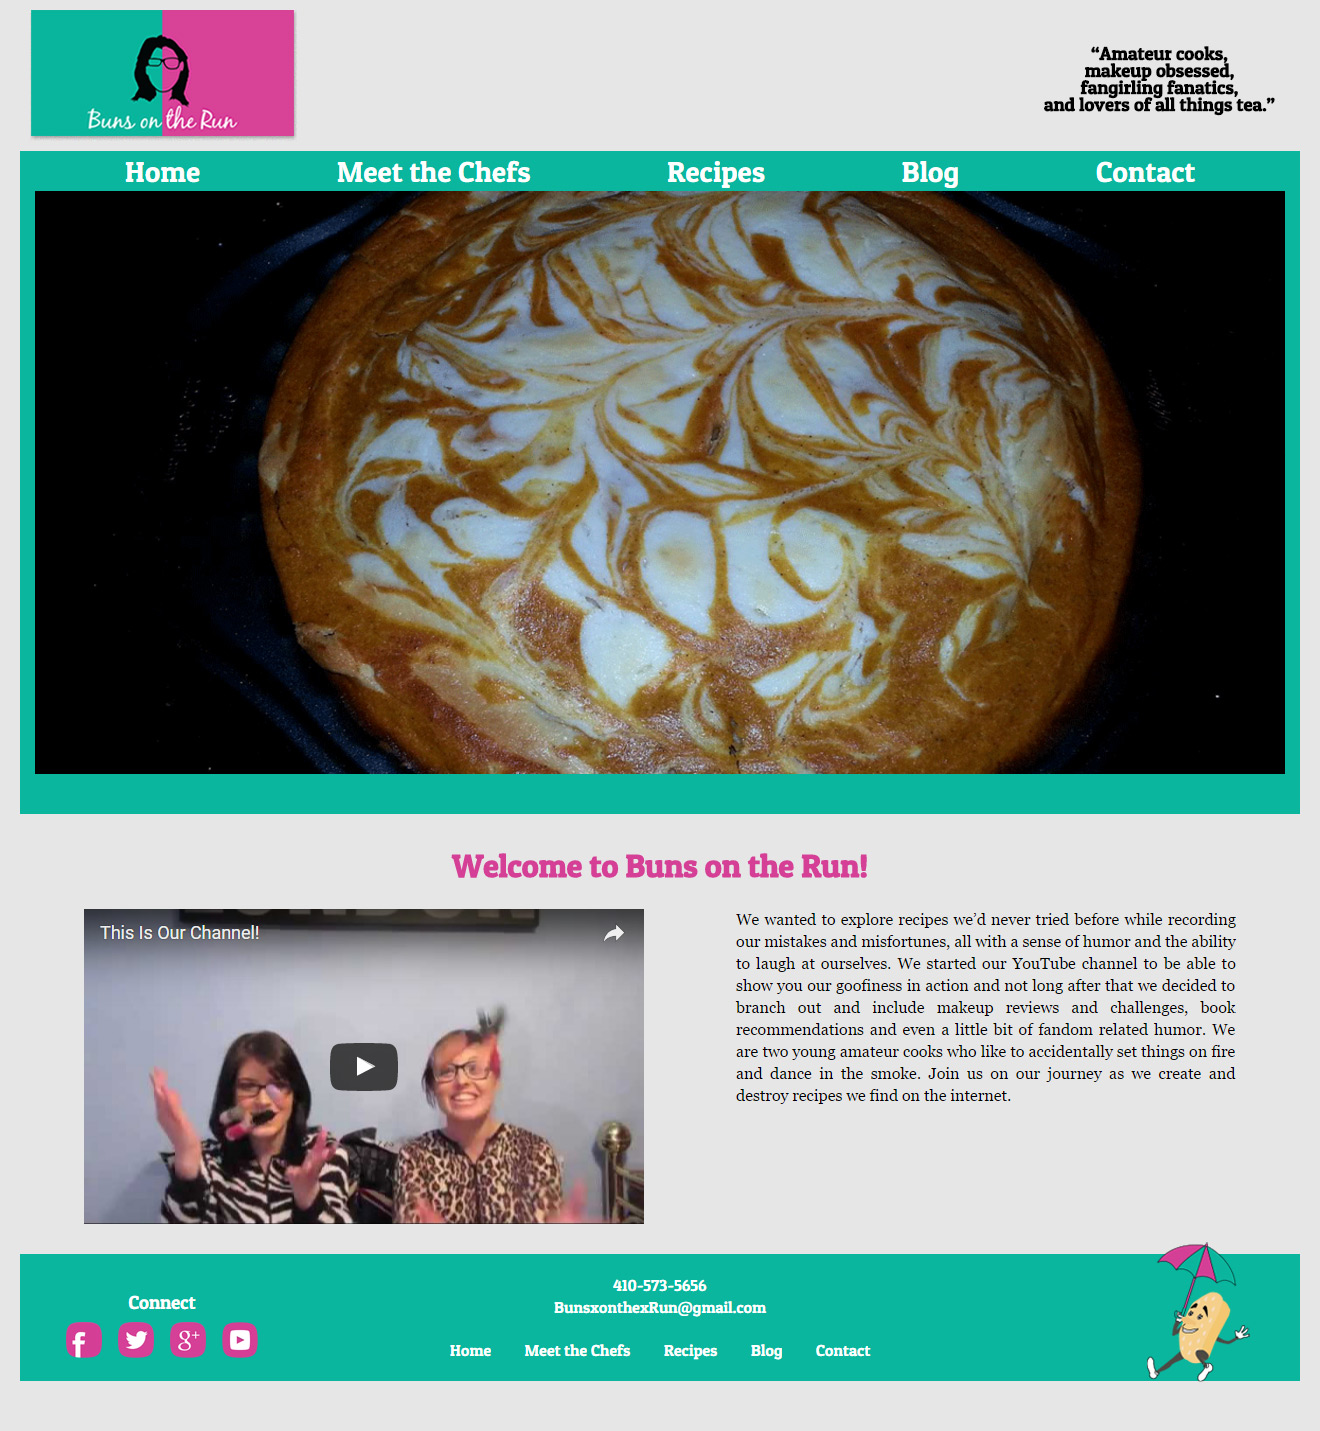 Buns on the Run
“Amateur cooks,
makeup obsessed,
fangirling fanatics,
and lovers of all things tea.”
Home Meet the Chefs Recipes Blog Contact
Welcome to Buns on the Run!
This Is Our Channel!
We wanted to explore recipes we’d never tried before while recording
our mistakes and misfortunes, all with a sense of humor and the ability
to laugh at ourselves. We started our YouTube channel to be able to
show you our goofiness in action and not long after that we decided to
branch out and include makeup reviews and challenges, book
recommendations and even a little bit of fandom related humor. We
are two young amateur cooks who like to accidentally set things on fire
and dance in the smoke. Join us on our journey as we create and
destroy recipes we find on the internet.
Connect
f g+
410-573-5656
BunsxonthexRun@gmail.com
Home Meet the Chefs Recipes Blog Contact